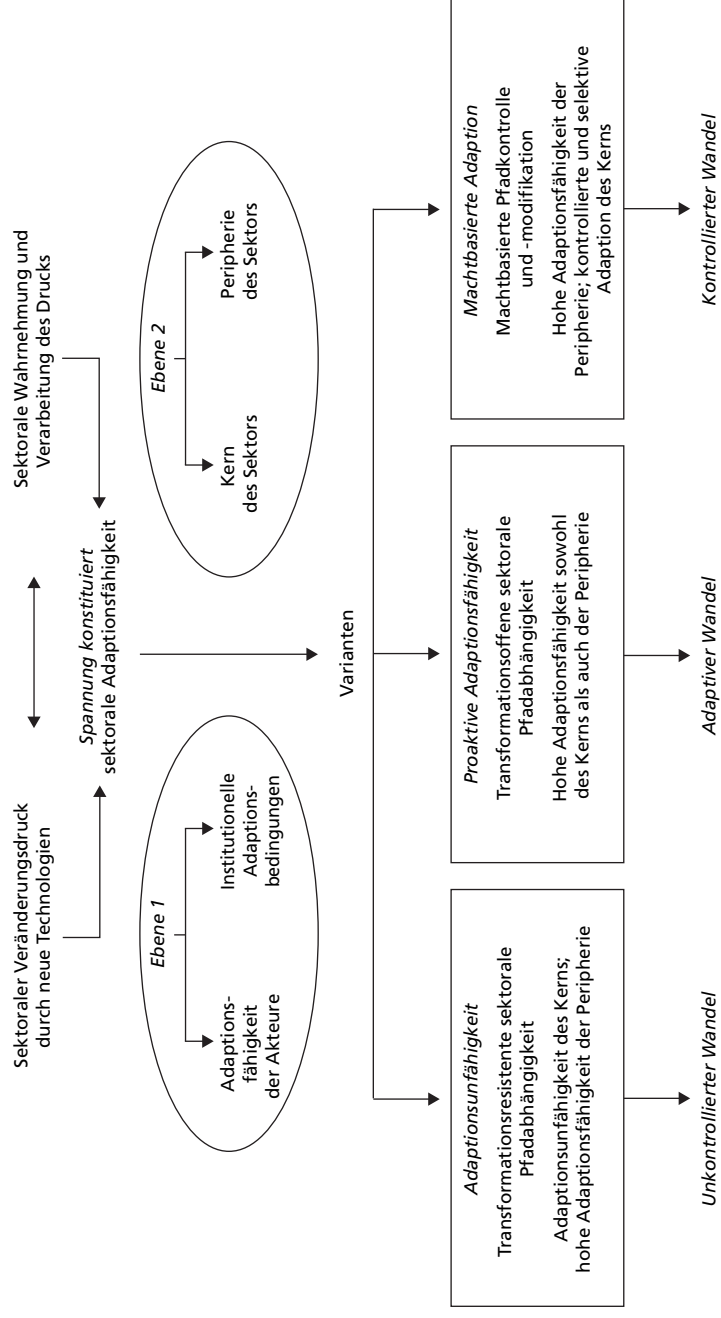 Sektoraler Veränderungsdruck
durch neue Technologien
Sektorale Wahrnehmung und
Verarbeitung des Drucks
Spannung konstituiert
sektorale Adaptionsfähigkeit
Ebene 1
Adaptions-
fähigkeit
der Akteure
Institutionelle
Adaptions-
bedingungen
Ebene 2
Kern
des Sektors
Peripherie
des Sektors
Varianten
Adaptionsunfähigkeit
Transformationsresistente sektorale
Pfadabhängigkeit
Adaptionsunfähigkeit des Kerns;
hohe Adaptionsfähigkeit der Peripherie
Proaktive Adaptionsfähigkeit
Transformationsoffene sektorale
Pfadabhängigkeit
Hohe Adaptionsfähigkeit sowohl
des Kerns als auch der Peripherie
Machtbasierte Adaption
Machtbasierte Pfadkontrolle
und -modifikation
Hohe Adaptionsfähigkeit der
Peripherie; kontrollierte und selektive
Adaption des Kerns
Unkontrollierter Wandel
Adaptiver Wandel
Kontrollierter Wandel